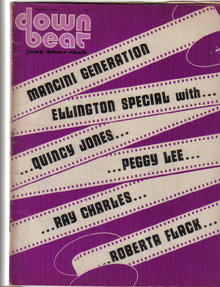 down
beat
jazz-blues-rock
MANCINI GENERATION
ELLINGTON SPECIAL with...
...QUINCY JONES...
...PEGGY LEE...
...RAY CHARLES...
ROBERTA FLACK...